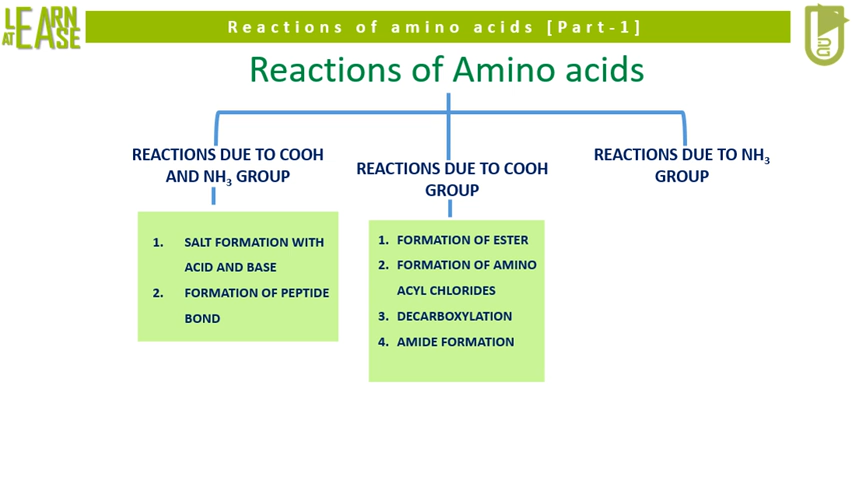 LEARN
AT EASE
Reactions of amino acids [Part-1]
Reactions of Amino acids
REACTIONS DUE TO COOH
AND NH₃ GROUP
REACTIONS DUE TO COOH
GROUP
REACTIONS DUE TO NH₃
GROUP
1. SALT FORMATION WITH
ACID AND BASE
2. FORMATION OF PEPTIDE
BOND
1. FORMATION OF ESTER
2. FORMATION OF AMINO
ACYL CHLORIDES
3. DECARBOXYLATION
4. AMIDE FORMATION